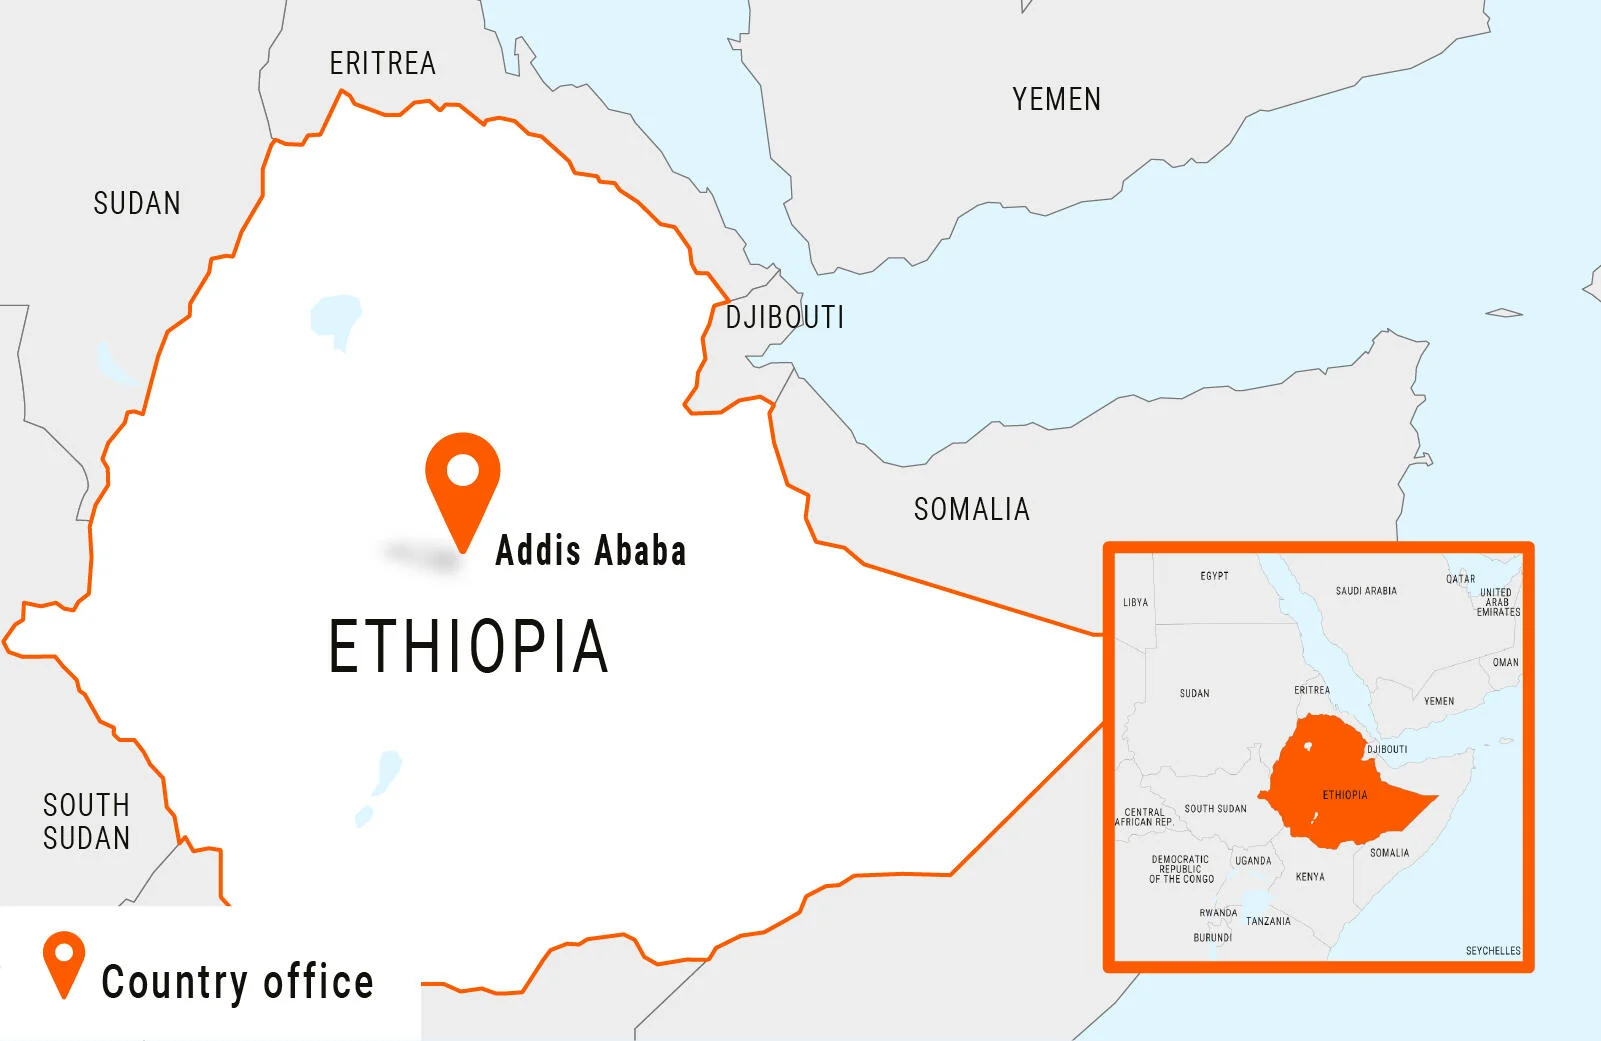 ERITREA
YEMEN
SUDAN
DJIBOUTI
SOMALIA
Addis Ababa
ETHIOPIA
SOUTH
SUDAN
Country office
EGYPT
LIBYA
SAUDI ARABIA
QATAR
UNITED
ARAB
EMIRATES
OMAN
SUDAN
ERITREA
YEMEN
DJIBOUTI
ETHIOPIA
SOUTH SUDAN
CENTRAL
AFRICAN REP.
SOMALIA
DEMOCRATIC
REPUBLIC
OF THE CONGO
UGANDA
KENYA
RWANDA
TANZANIA
BURUNDI
SEYCHELLES